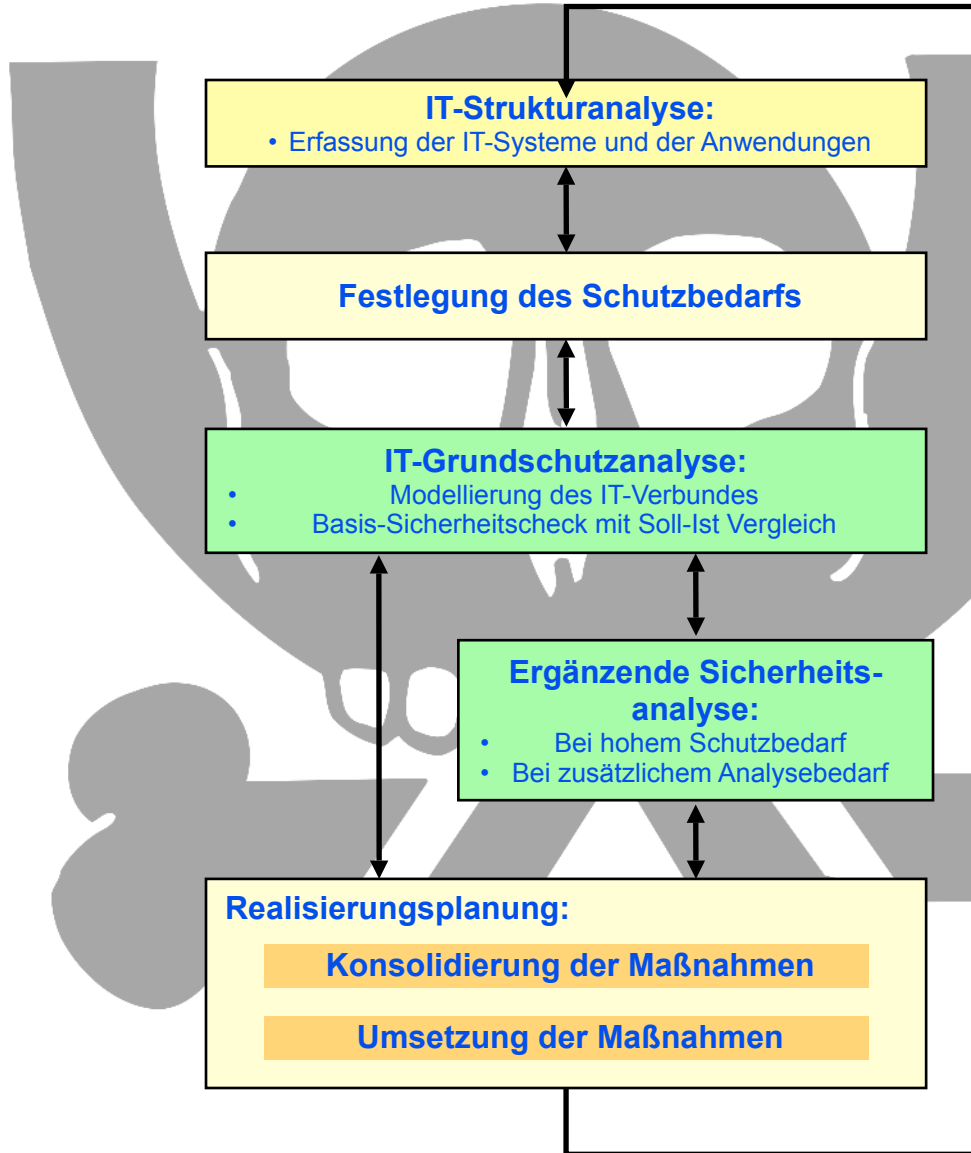 IT-Strukturanalyse:
• Erfassung der IT-Systeme und der Anwendungen
Festlegung des Schutzbedarfs
IT-Grundschutzanalyse:
• Modellierung des IT-Verbundes
• Basis-Sicherheitscheck mit Soll-Ist Vergleich
Ergänzende Sicherheits-
analyse:
• Bei hohem Schutzbedarf
• Bei zusätzlichem Analysebedarf
Realisierungsplanung:
Konsolidierung der Maßnahmen
Umsetzung der Maßnahmen